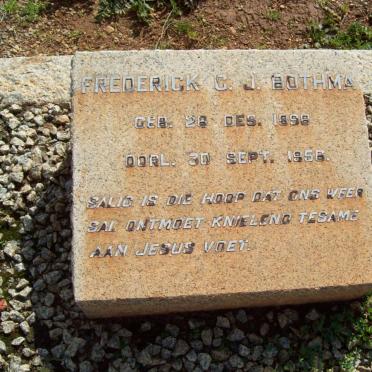 FREDERICK C. J. BOTHMA
GEB. 28 DES. 1898
OORL. 30 SEPT. 1958.
SALIG IS DIE HOOP DAT ONS WEER
SAL ONTMOET KNIELEND TESAME
AAN JESUS VOET.